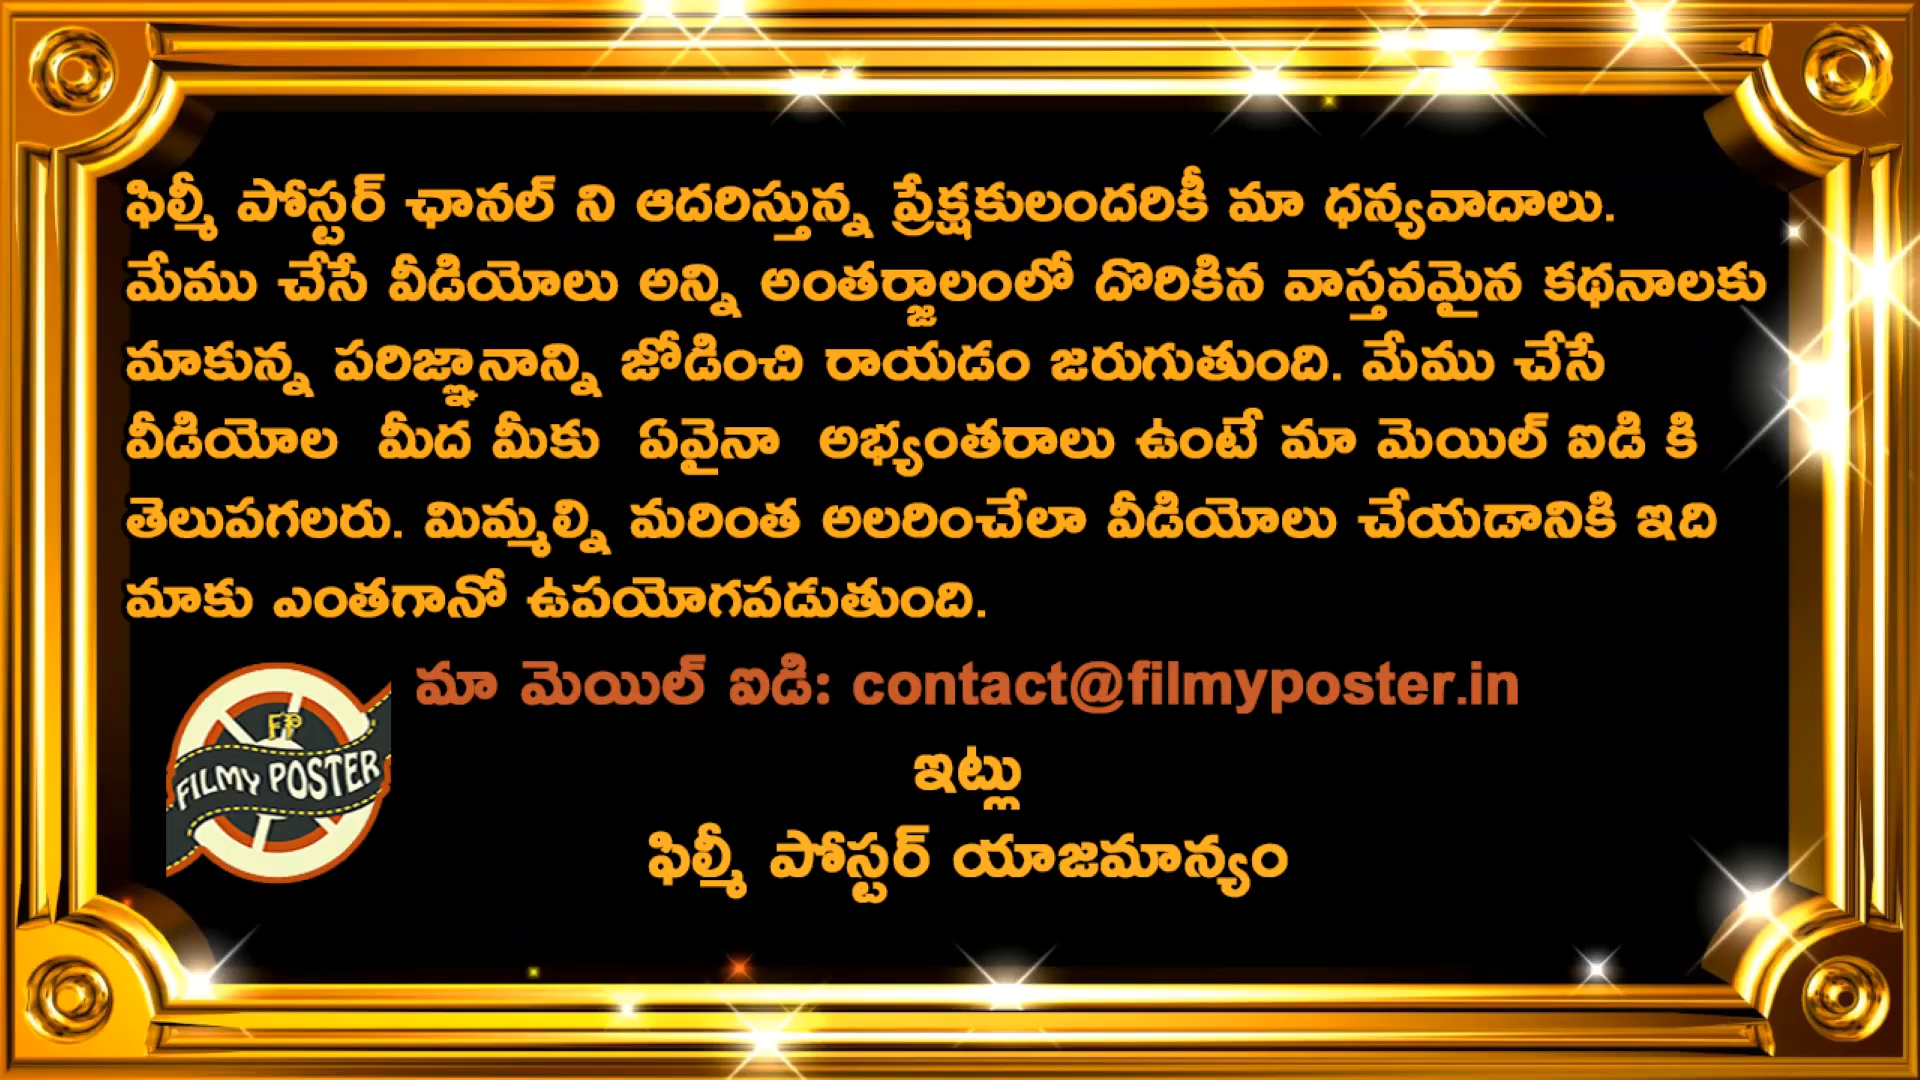 ఫిల్మీ పోస్టర్ ఛానల్ ని ఆదరిస్తున్న ప్రేక్షకులందరికీ మా ధన్యవాదాలు.
మేము చేసే వీడియోలు అన్ని అంతర్జాలంలో దొరికిన వాస్తవమైన కథనాలకు
మాకున్న పరిజ్ఞానాన్ని జోడించి రాయడం జరుగుతుంది. మేము చేసే
వీడియోల మీద మీకు ఏవైనా అభ్యంతరాలు ఉంటే మా మెయిల్ ఐడి కి
తెలుపగలరు. మిమ్మల్ని మరింత అలరించేలా వీడియోలు చేయడానికి ఇది
మాకు ఎంతగానో ఉపయోగపడుతుంది.
మా మెయిల్ ఐడి: contact@filmyposter.in
FP
FILMY POSTER
ఇట్లు
ఫిల్మీ పోస్టర్ యాజమాన్యం